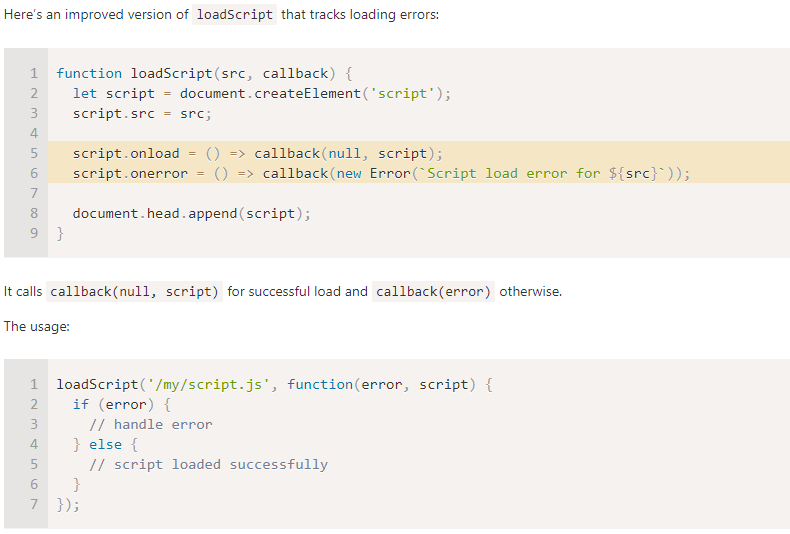 Here's an improved version of loadScript that tracks loading errors:
1 function loadScript(src, callback) {
2   let script = document.createElement('script');
3   script.src = src;
4
5   script.onload = () => callback(null, script);
6   script.onerror = () => callback(new Error(`Script load error for ${src}`));
7
8   document.head.append(script);
9 }
It calls callback(null, script) for successful load and callback(error) otherwise.
The usage:
1 loadScript('/my/script.js', function(error, script) {
2   if (error) {
3     // handle error
4   } else {
5     // script loaded successfully
6   }
7 });